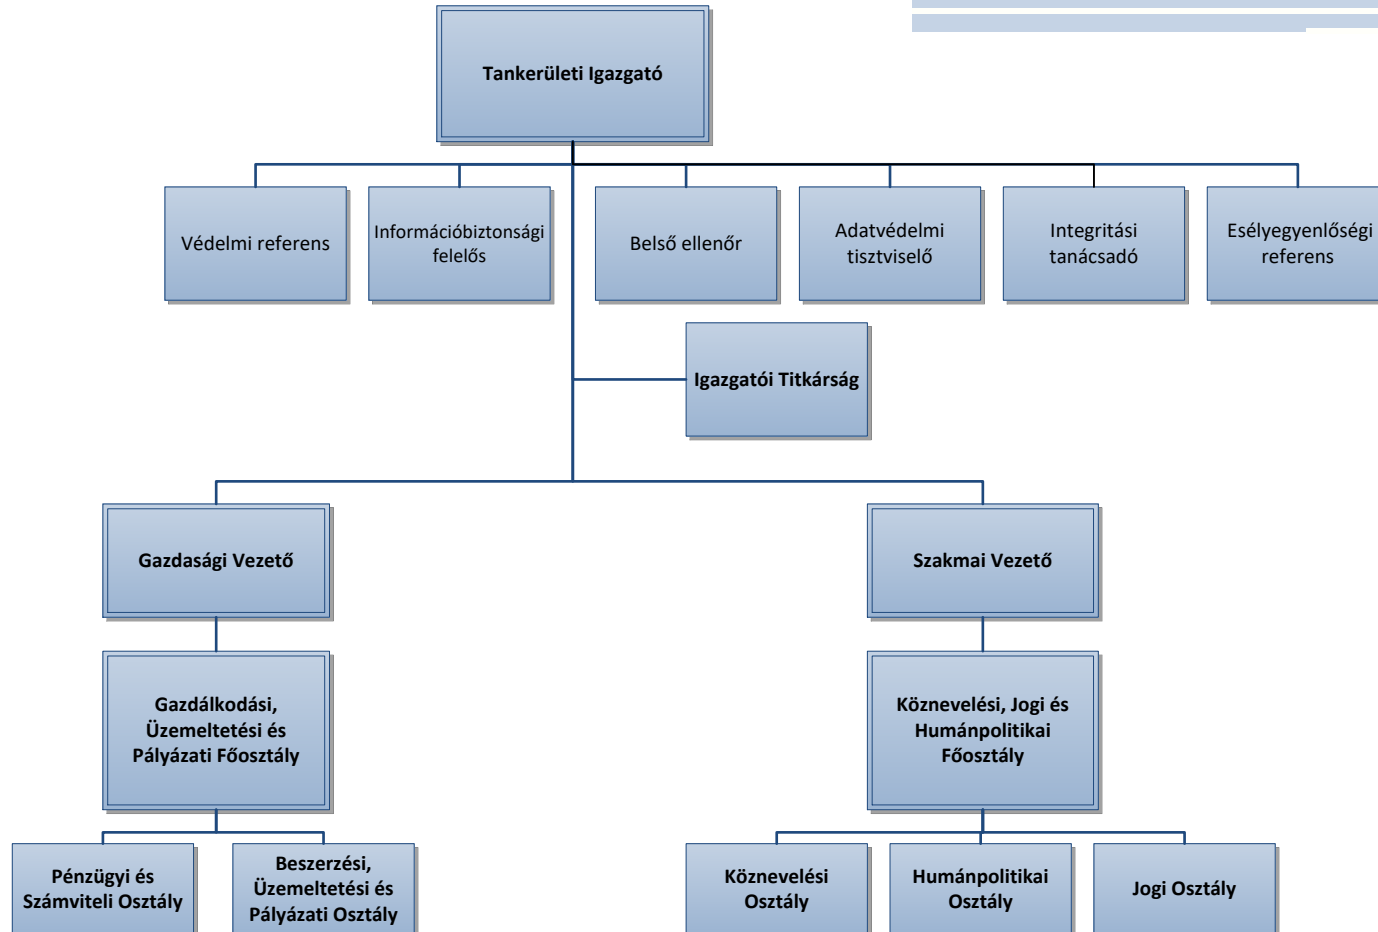 Tankerületi Igazgató
Védelmi referens
Információbiztonsági
felelős
Belső ellenőr
Adatvédelmi
tisztviselő
Integritási
tanácsadó
Esélyegyenlőségi
referens
Igazgatói Titkárság
Gazdasági Vezető
Szakmai Vezető
Gazdálkodási,
Üzemeltetési és
Pályázati Főosztály
Köznevelési, Jogi és
Humánpolitikai
Főosztály
Pénzügyi és
Számviteli Osztály
Beszerzési,
Üzemeltetési és
Pályázati Osztály
Köznevelési
Osztály
Humánpolitikai
Osztály
Jogi Osztály